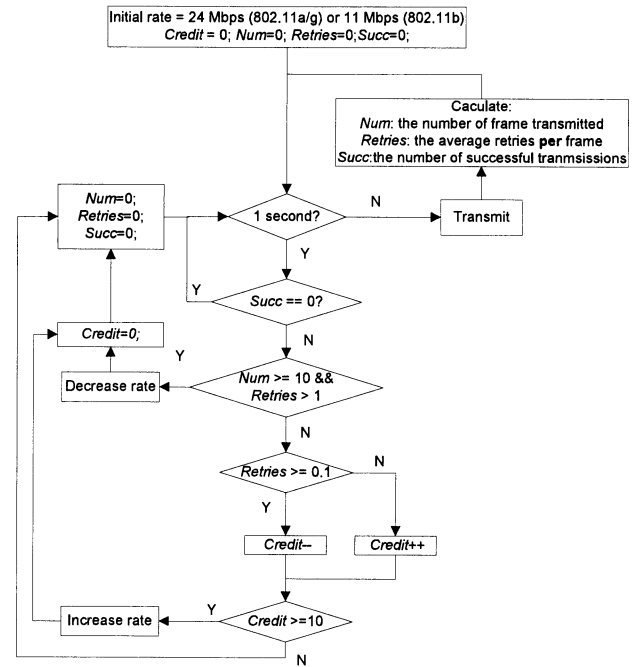 Initial rate = 24 Mbps (802.11a/g) or 11 Mbps (802.11b)
Credit = 0; Num=0; Retries=0;Succ=0;
Caculate:
Num: the number of frame transmitted
Retries: the average retries per frame
Succ:the number of successful tranmsissions
Num=0;
Retries=0;
Succ=0;
1 second?
N
Transmit
Y
Y
Succ == 0?
N
Credit=0;
Y
Decrease rate
Num >= 10 &&
Retries > 1
N
Retries >= 0.1
N
Y
Credit--
Credit++
Increase rate
Y
Credit >=10
N